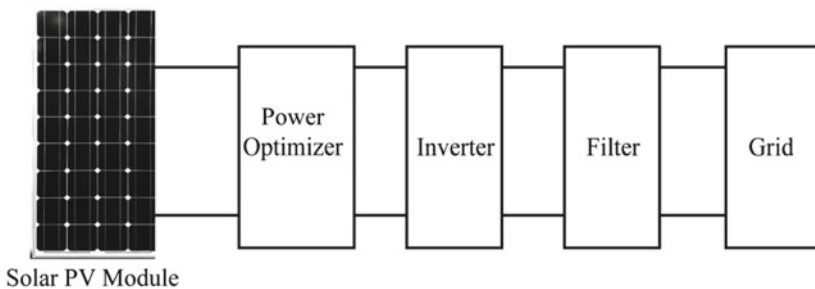 Power
Optimizer
Inverter
Filter
Grid
Solar PV Module